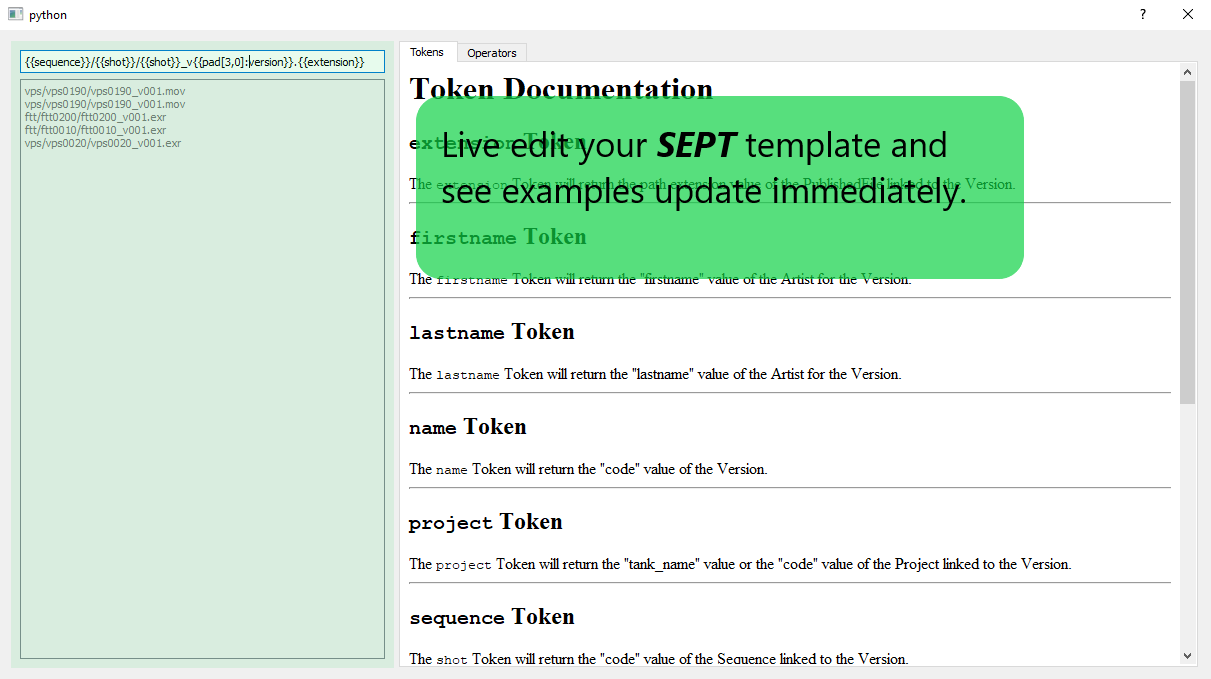 python
?
{{sequence}}/{{shot}}/{{shot}}_v{{pad[3,0]:version}}.{{extension}}
vps/vps0190/vps0190_v001.mov
vps/vps0190/vps0190_v001.mov
ftt/ftt0200/ftt0200_v001.exr
ftt/ftt0010/ftt0010_v001.exr
vps/vps0020/vps0020_v001.exr
Tokens Operators
Token Documentation
Live edit your SEPT template and
see examples update immediately.
extension Token
The extension Token will return the path extension value of the PublishedFile linked to the Version.
firstname Token
The firstname Token will return the "firstname" value of the Artist for the Version.
lastname Token
The lastname Token will return the "lastname" value of the Artist for the Version.
name Token
The name Token will return the "code" value of the Version.
project Token
The project Token will return the "tank_name" value or the "code" value of the Project linked to the Version.
sequence Token
The shot Token will return the "code" value of the Sequence linked to the Version.